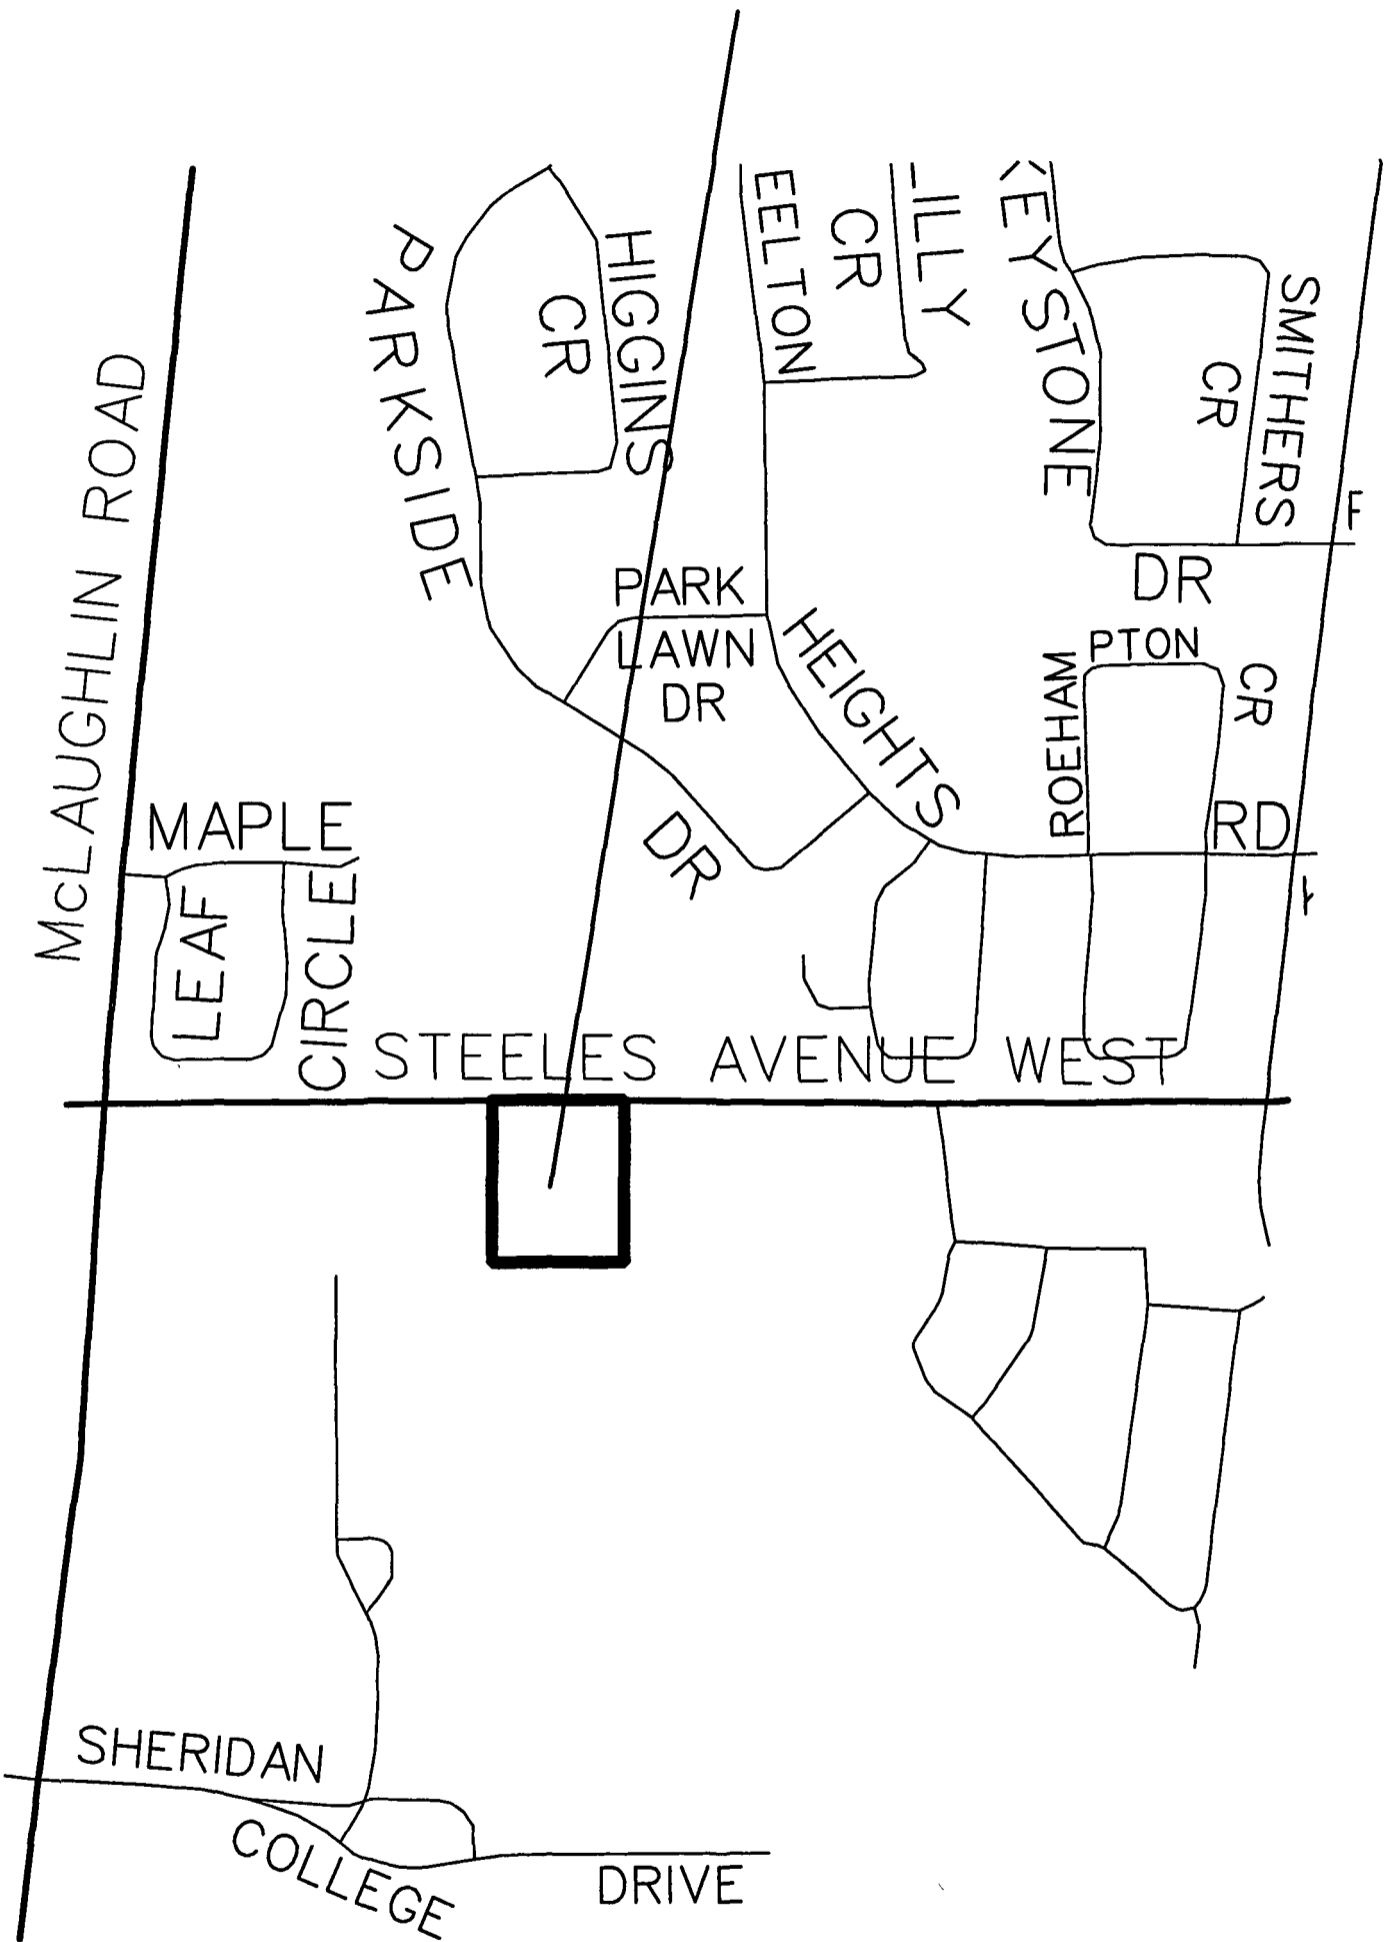 McLAUGHLIN ROAD
PARKSIDE
DR
HIGGINS
CR
EELTON
HEIGHTS
RD
LILLY
CR
KEYSTONE
DR
SMITHERS
CR
PARK
LAWN
DR
ROEHAM
PTON
CR
MAPLE
LEAF
CIRCLE
STEELES AVENUE WEST
SHERIDAN
COLLEGE
DRIVE